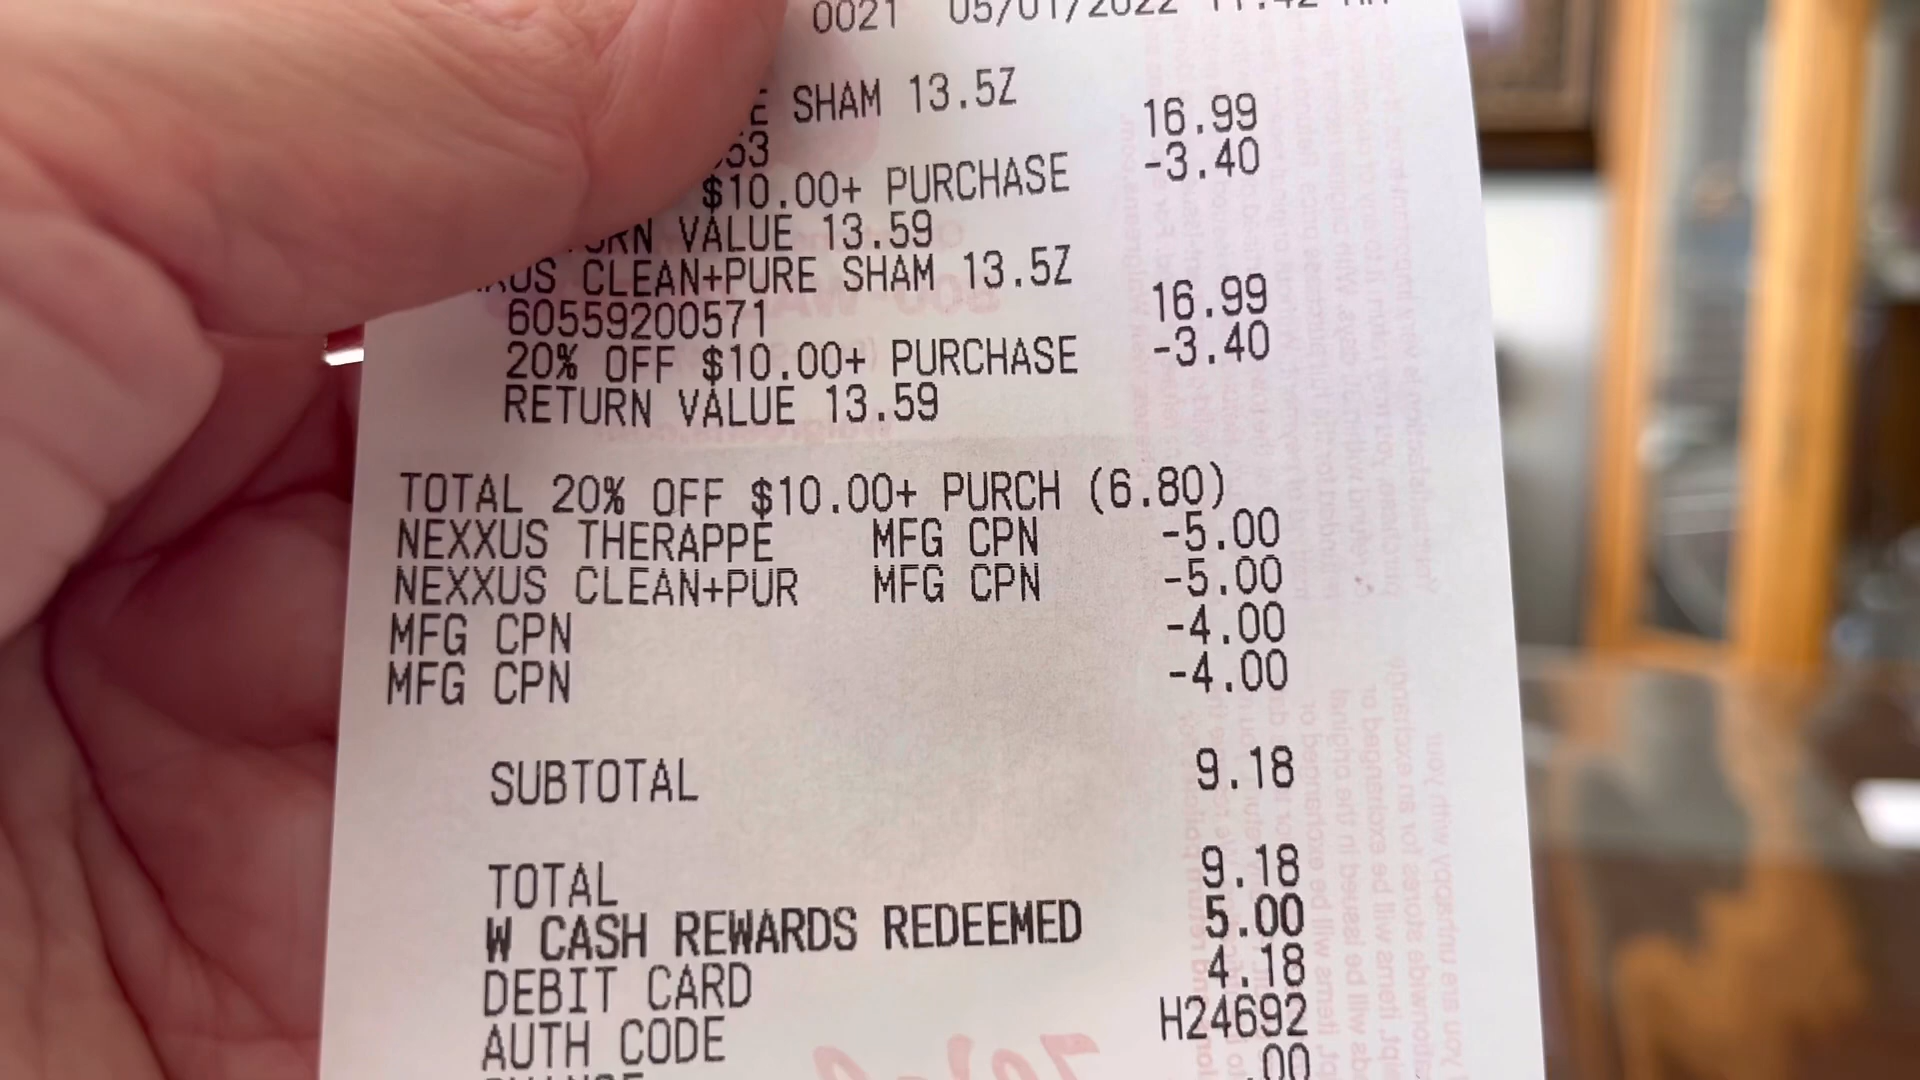 0021 05/01/2022 11:42 AM
SHAM 13.5Z 16.99
53
$10.00+ PURCHASE -3.40
VALUE 13.59
CLEAN+PURE SHAM 13.5Z 16.99
60559200571
20% OFF $10.00+ PURCHASE -3.40
RETURN VALUE 13.59
TOTAL 20% OFF $10.00+ PURCH (6.80)
NEXXUS THERAPPE MFG CPN -5.00
NEXXUS CLEAN+PUR MFG CPN -5.00
MFG CPN -4.00
MFG CPN -4.00
SUBTOTAL 9.18
TOTAL 9.18
W CASH REWARDS REDEEMED 5.00
DEBIT CARD 4.18
AUTH CODE H24692
.00